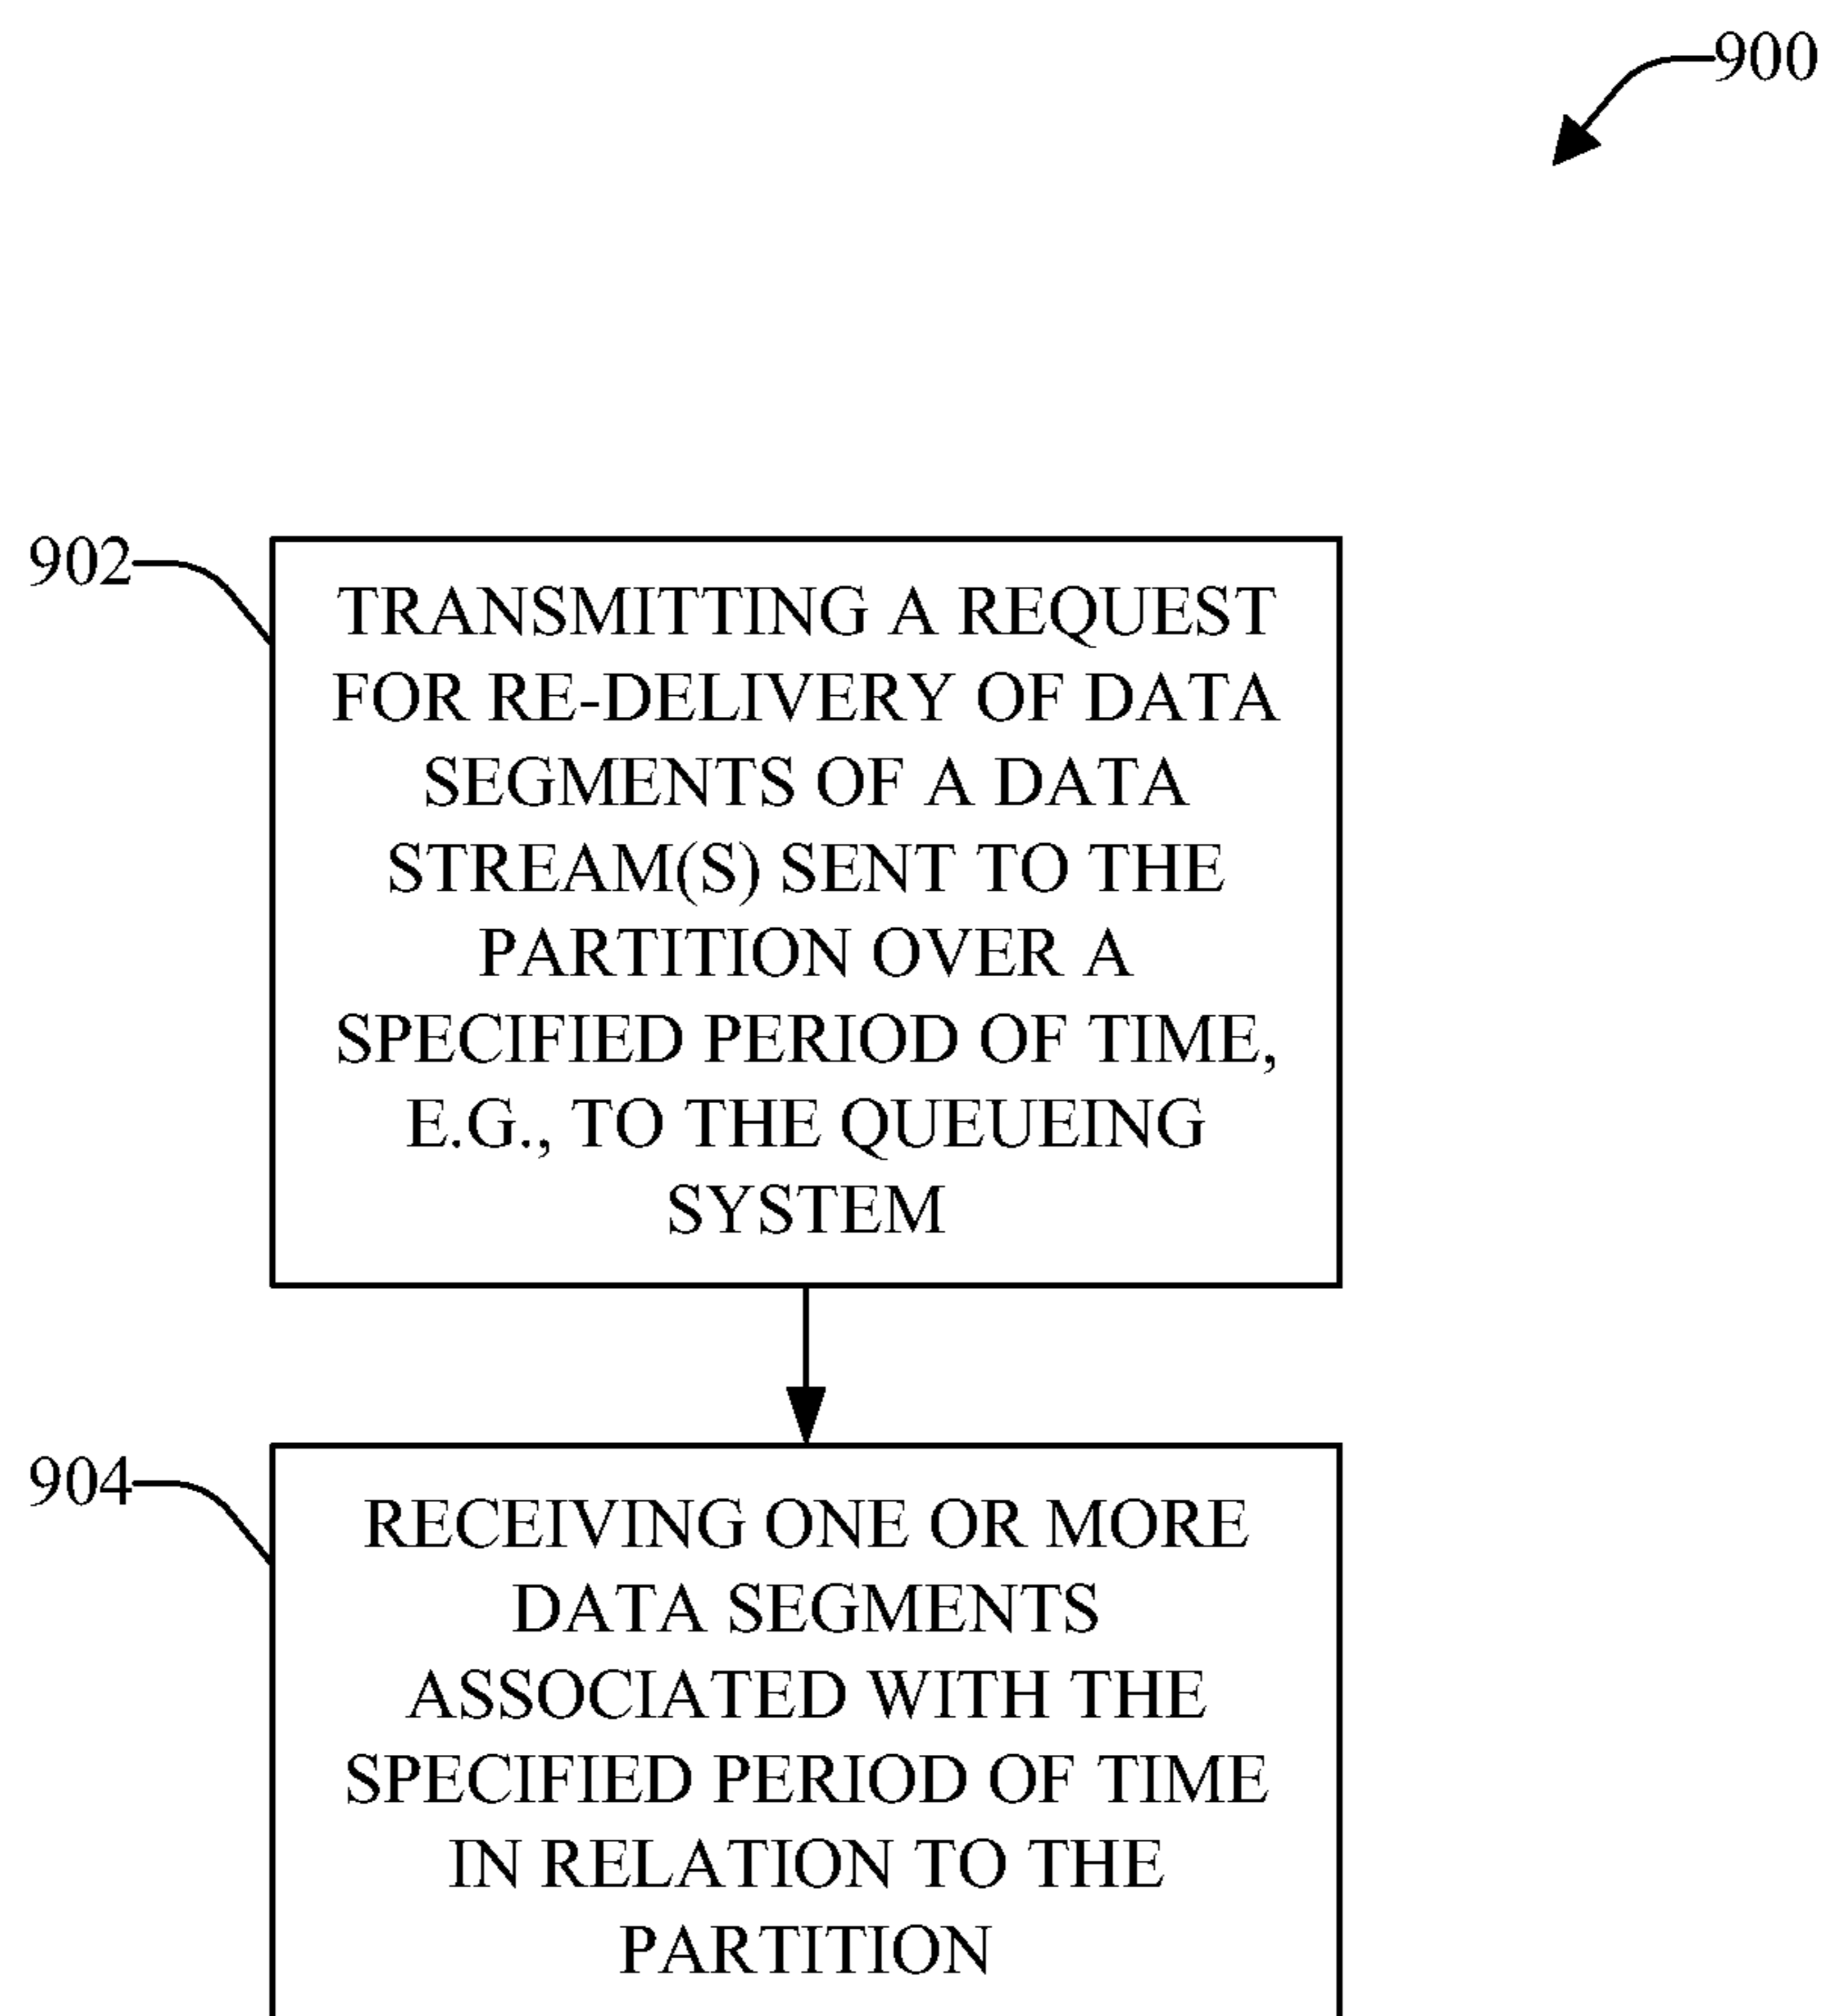 900
902
TRANSMITTING A REQUEST
FOR RE-DELIVERY OF DATA
SEGMENTS OF A DATA
STREAM(S) SENT TO THE
PARTITION OVER A
SPECIFIED PERIOD OF TIME,
E.G., TO THE QUEUEING
SYSTEM
904
RECEIVING ONE OR MORE
DATA SEGMENTS
ASSOCIATED WITH THE
SPECIFIED PERIOD OF TIME
IN RELATION TO THE
PARTITION